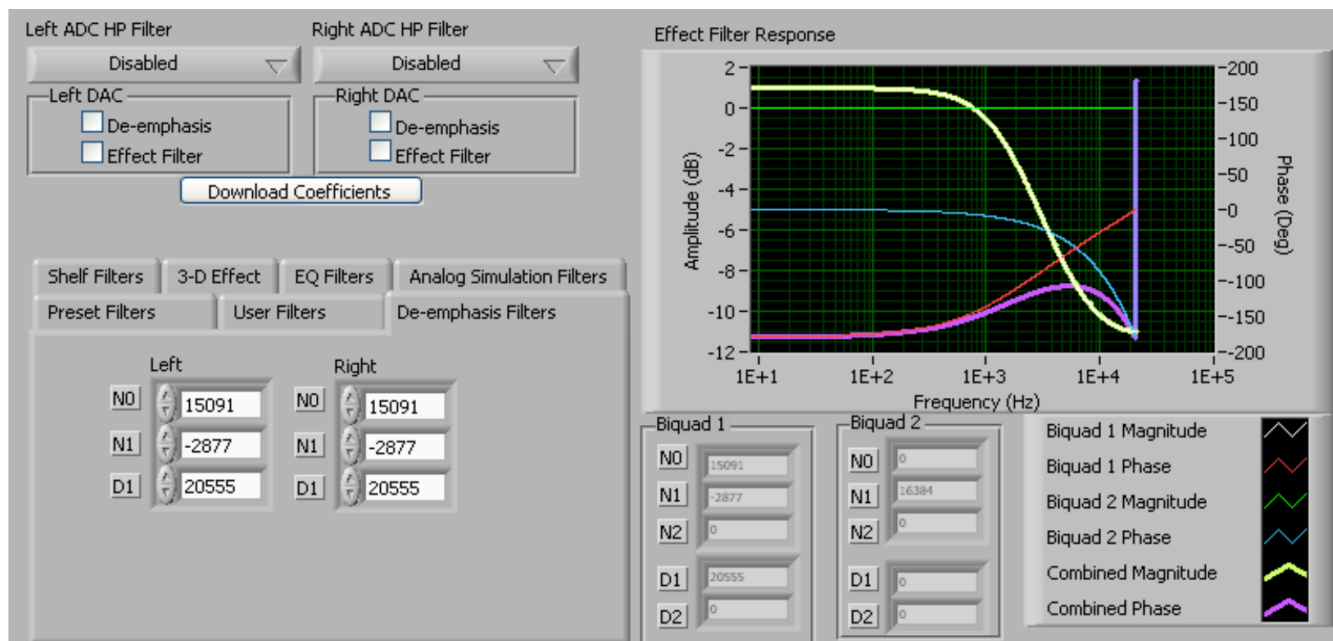 Left ADC HP Filter
Right ADC HP Filter
Disabled
Disabled
Left DAC
De-emphasis
Effect Filter
Right DAC
De-emphasis
Effect Filter
Download Coefficients
Shelf Filters
3-D Effect
EQ Filters
Analog Simulation Filters
Preset Filters
User Filters
De-emphasis Filters
Left
N0 15091
N1 -2877
D1 20555
Right
N0 15091
N1 -2877
D1 20555
Effect Filter Response
Amplitude (dB)
2
0
-2
-4
-6
-8
-10
-12
1E+1
1E+2
1E+3
1E+4
1E+5
Frequency (Hz)
-200
-150
-100
-50
-0
--50
--100
--150
--200
Phase (Deg)
Biquad 1
N0 15091
N1 -2877
N2 0
D1 20555
D2 0
Biquad 2
N0 0
N1 16384
N2 0
D1 0
D2 0
Biquad 1 Magnitude
Biquad 1 Phase
Biquad 2 Magnitude
Biquad 2 Phase
Combined Magnitude
Combined Phase